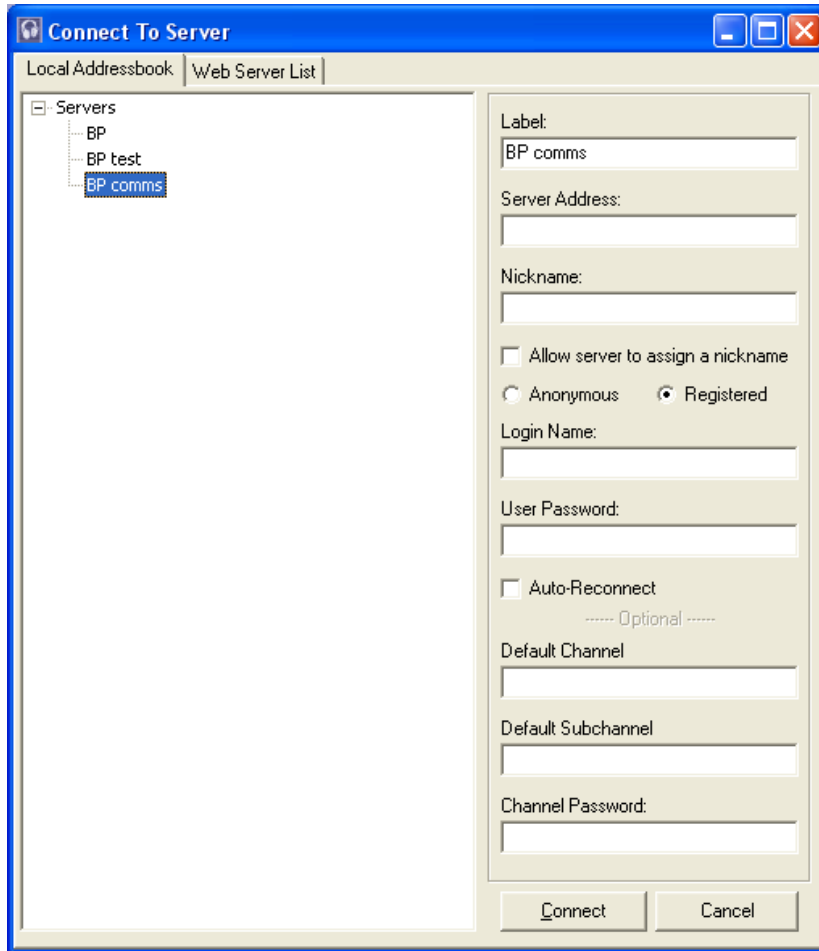 Connect To Server
Local Addressbook Web Server List
Servers
BP
BP test
BP comms
Label:
BP comms
Server Address:
Nickname:
Allow server to assign a nickname
Anonymous Registered
Login Name:
User Password:
Auto-Reconnect
------ Optional ------
Default Channel
Default Subchannel
Channel Password:
Connect Cancel